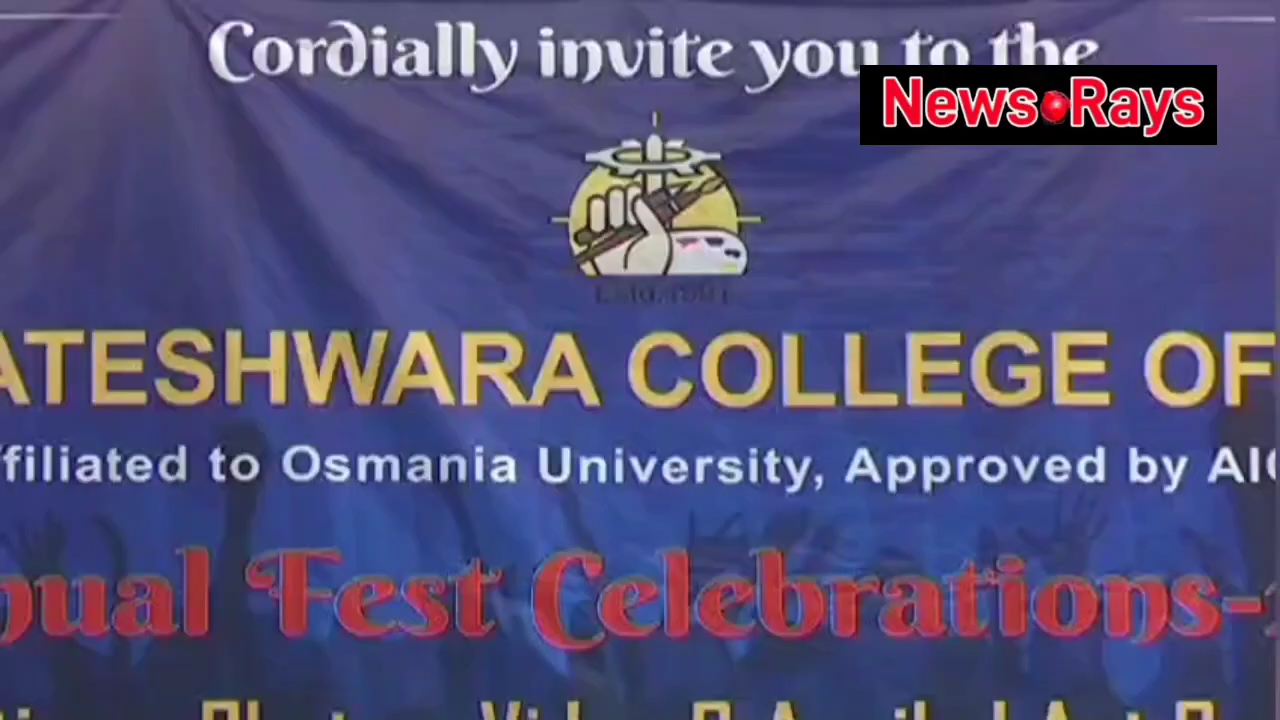 Cordially invite you to the
News Rays
ATESHWARA COLLEGE OF
ffiliated to Osmania University, Approved by AIC
nual Fest Celebrations-